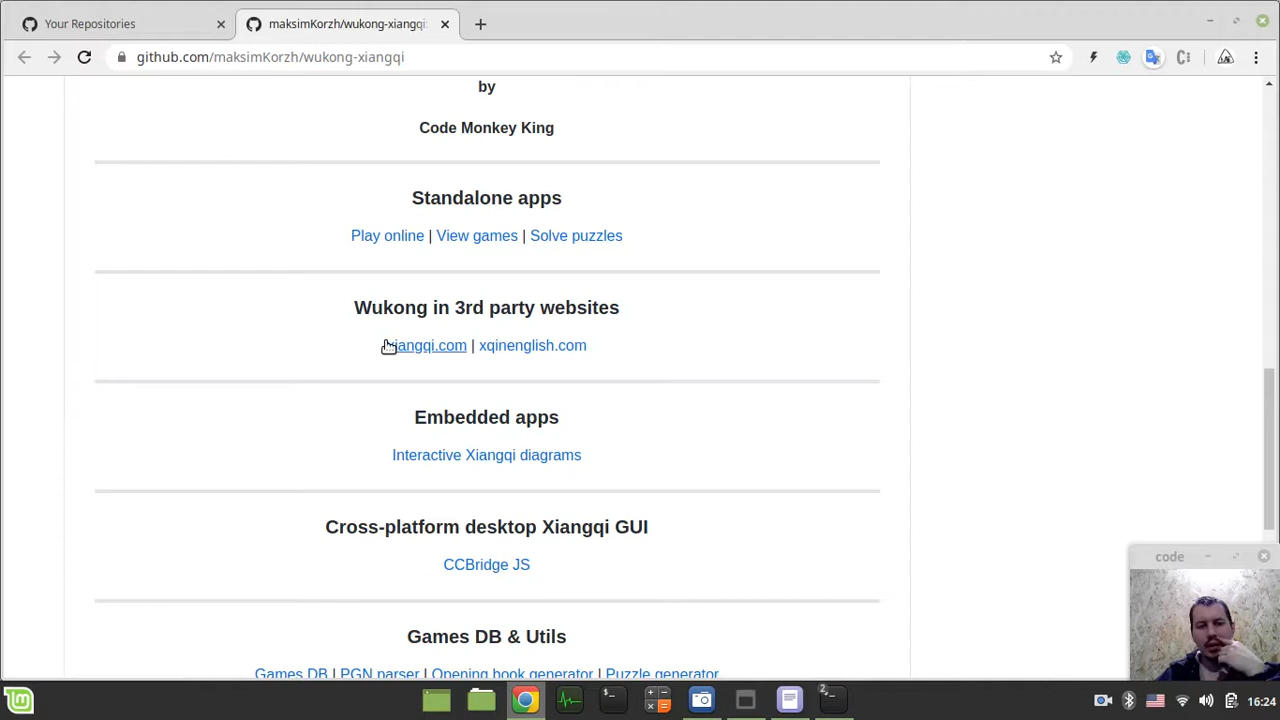 Your Repositories
maksimKorzh/wukong-xiangqi:
github.com/maksimKorzh/wukong-xiangqi
by
Code Monkey King
Standalone apps
Play online | View games | Solve puzzles
Wukong in 3rd party websites
xiangqi.com | xqinenglish.com
Embedded apps
Interactive Xiangqi diagrams
Cross-platform desktop Xiangqi GUI
CCBridge JS
Games DB & Utils
Games DB | PGN parser | Opening book generator | Puzzle generator
code
16:24